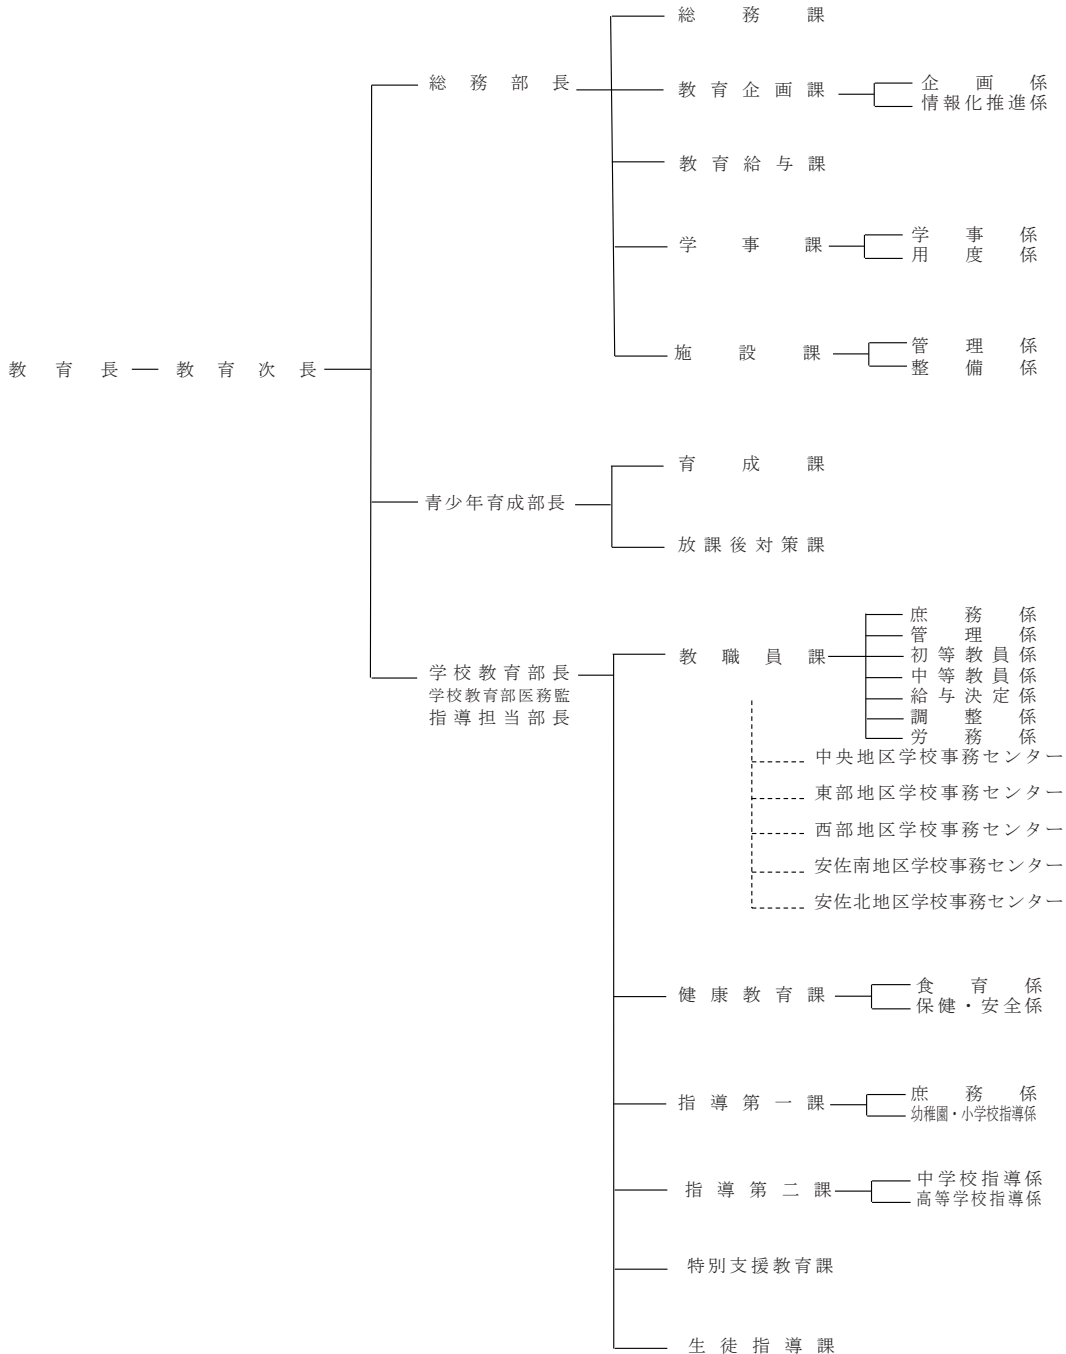 教育長
教育次長
総務部長
総務課
教育企画課
企画係
情報化推進係
教育給与課
学事課
学事係
用度係
施設課
管理係
整備係
青少年育成部長
育成課
放課後対策課
学校教育部長
学校教育部医務監
指導担当部長
教職員課
庶務係
管理係
初等教員係
中等教員係
給与決定係
調整係
労務係
中央地区学校事務センター
東部地区学校事務センター
西部地区学校事務センター
安佐南地区学校事務センター
安佐北地区学校事務センター
健康教育課
食育係
保健・安全係
指導第一課
庶務係
幼稚園・小学校指導係
指導第二課
中学校指導係
高等学校指導係
特別支援教育課
生徒指導課